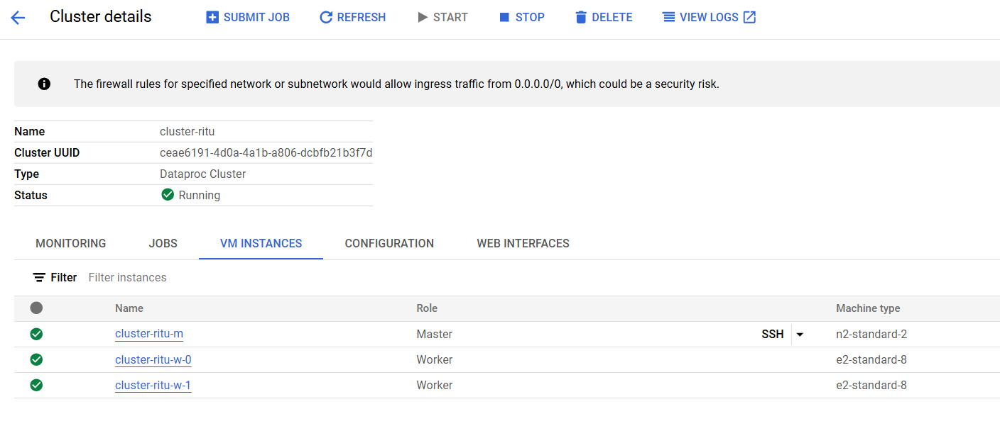 Cluster details SUBMIT JOB REFRESH START STOP DELETE VIEW LOGS
The firewall rules for specified network or subnetwork would allow ingress traffic from 0.0.0.0/0, which could be a security risk.
Name cluster-ritu
Cluster UUID ceae6191-4d0a-4a1b-a806-dcbfb21b3f7d
Type Dataproc Cluster
Status Running
MONITORING JOBS VM INSTANCES CONFIGURATION WEB INTERFACES
Filter Filter instances
Name Role Machine type
cluster-ritu-m Master SSH n2-standard-2
cluster-ritu-w-0 Worker e2-standard-8
cluster-ritu-w-1 Worker e2-standard-8